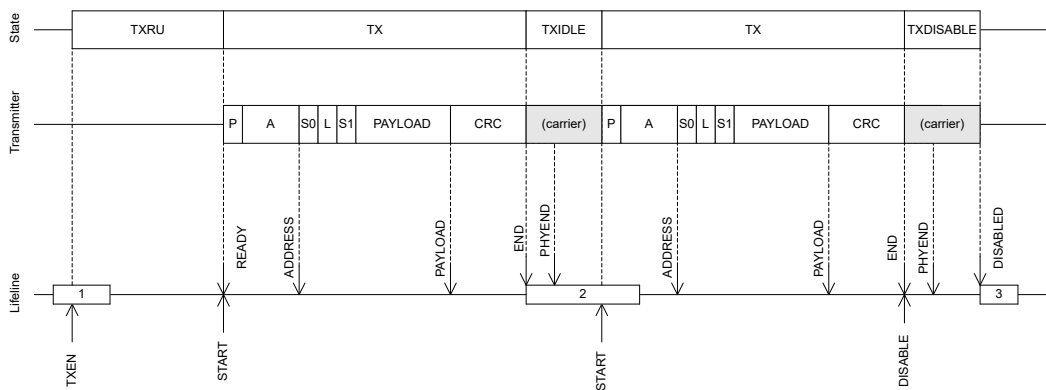 State
TXRU
TX
TXIDLE
TX
TXDISABLE
Transmitter
P
A
S0
L
S1
PAYLOAD
CRC
(carrier)
P
A
S0
L
S1
PAYLOAD
CRC
(carrier)
READY
ADDRESS
PAYLOAD
END
PHYEND
ADDRESS
PAYLOAD
END
PHYEND
DISABLED
Lifeline
1
2
3
TXEN
START
START
DISABLE